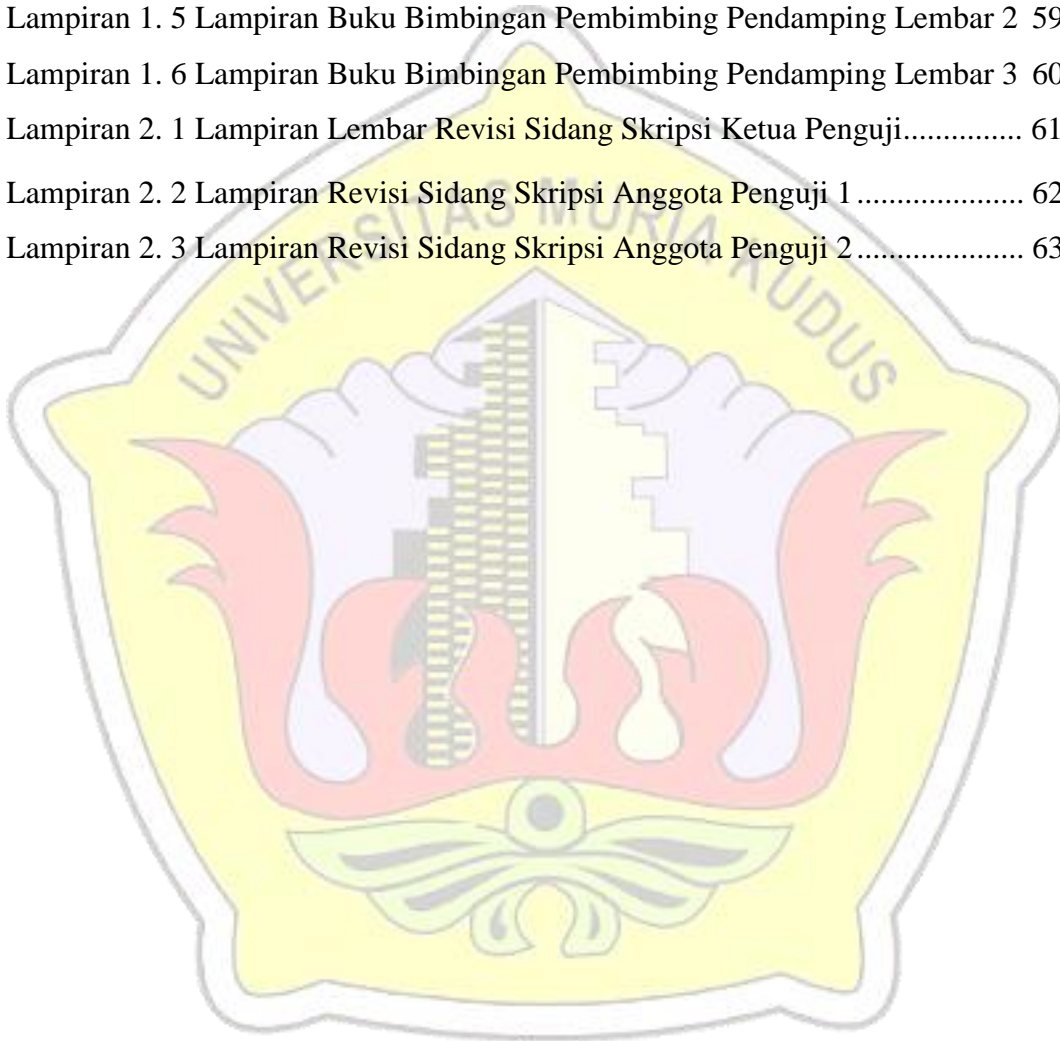 Lampiran 1. 5 Lampiran Buku Bimbingan Pembimbing Pendamping Lembar 2 59
Lampiran 1. 6 Lampiran Buku Bimbingan Pembimbing Pendamping Lembar 3 60
Lampiran 2. 1 Lampiran Lembar Revisi Sidang Skripsi Ketua Penguji............... 61
Lampiran 2. 2 Lampiran Revisi Sidang Skripsi Anggota Penguji 1 ..................... 62
Lampiran 2. 3 Lampiran Revisi Sidang Skripsi Anggota Penguji 2 ..................... 63
UNIVERSITAS MURIA KUDUS